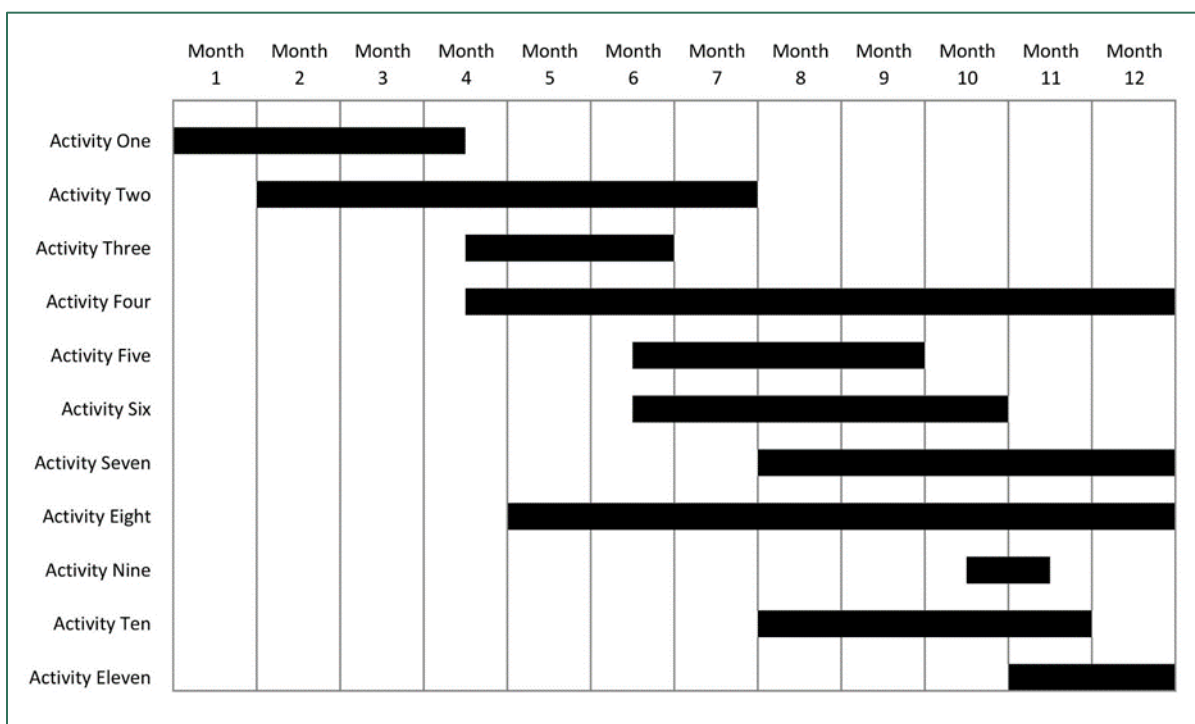 Month Month Month Month Month Month Month Month Month Month Month Month
1 2 3 4 5 6 7 8 9 10 11 12
Activity One
Activity Two
Activity Three
Activity Four
Activity Five
Activity Six
Activity Seven
Activity Eight
Activity Nine
Activity Ten
Activity Eleven